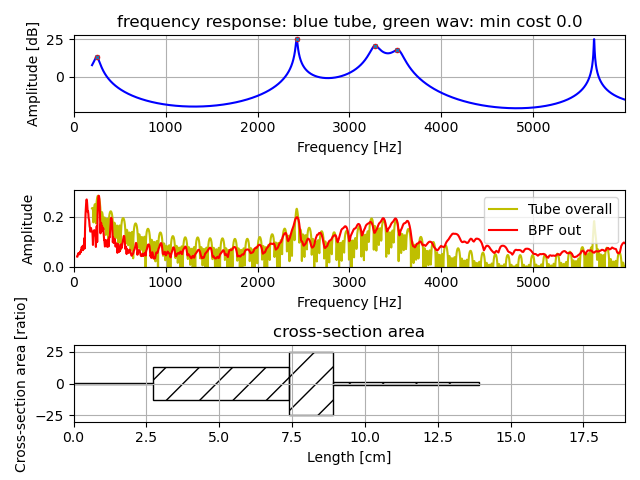 frequency response: blue tube, green wav: min cost 0.0
Amplitude [dB]
25
0
0 1000 2000 3000 4000 5000
Frequency [Hz]
Amplitude
0.2
0.0
Tube overall
BPF out
0 1000 2000 3000 4000 5000
Frequency [Hz]
cross-section area
Cross-section area [ratio]
25
0
−25
0.0 2.5 5.0 7.5 10.0 12.5 15.0 17.5
Length [cm]